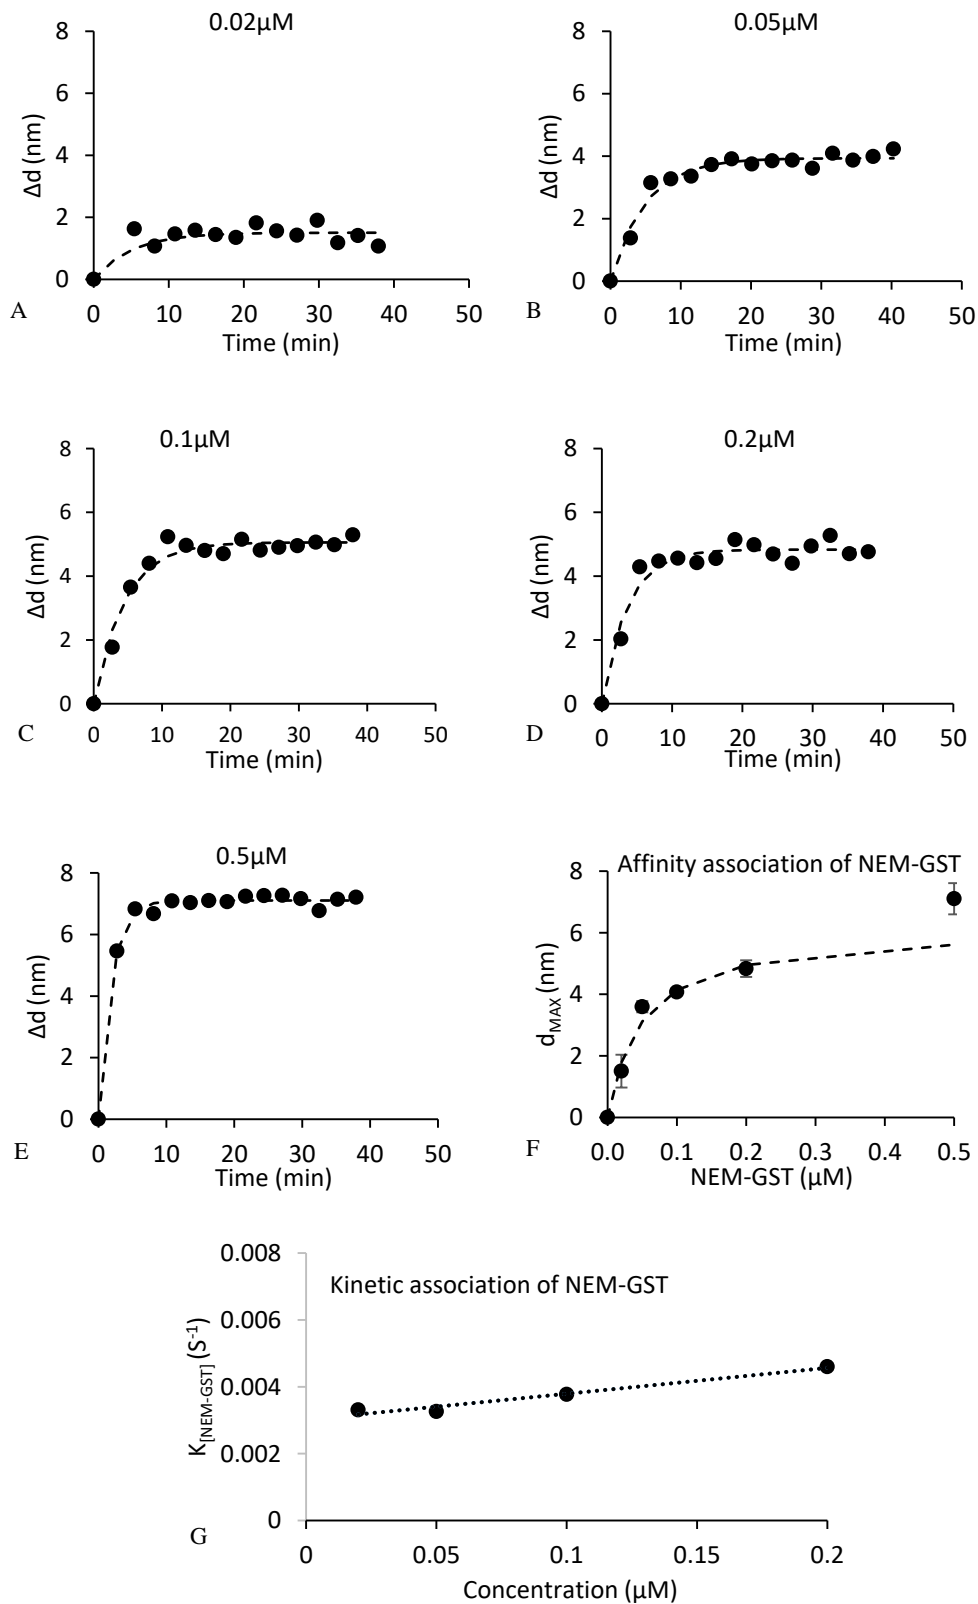 0.02μM
8
6
4
2
0
Δd (nm)
0 10 20 30 40 50
Time (min)
A
0.05μM
8
6
4
2
0
Δd (nm)
0 10 20 30 40 50
Time (min)
B
0.1μM
8
6
4
2
0
Δd (nm)
0 10 20 30 40 50
Time (min)
C
0.2μM
8
6
4
2
0
Δd (nm)
0 10 20 30 40 50
Time (min)
D
0.5μM
8
6
4
2
0
Δd (nm)
0 10 20 30 40 50
Time (min)
E
Affinity association of NEM-GST
8
6
4
2
0
dMAX (nm)
0.0 0.1 0.2 0.3 0.4 0.5
NEM-GST (μM)
F
Kinetic association of NEM-GST
0.008
0.006
0.004
0.002
0
K[NEM-GST] (S-1)
0 0.05 0.1 0.15 0.2
Concentration (μM)
G